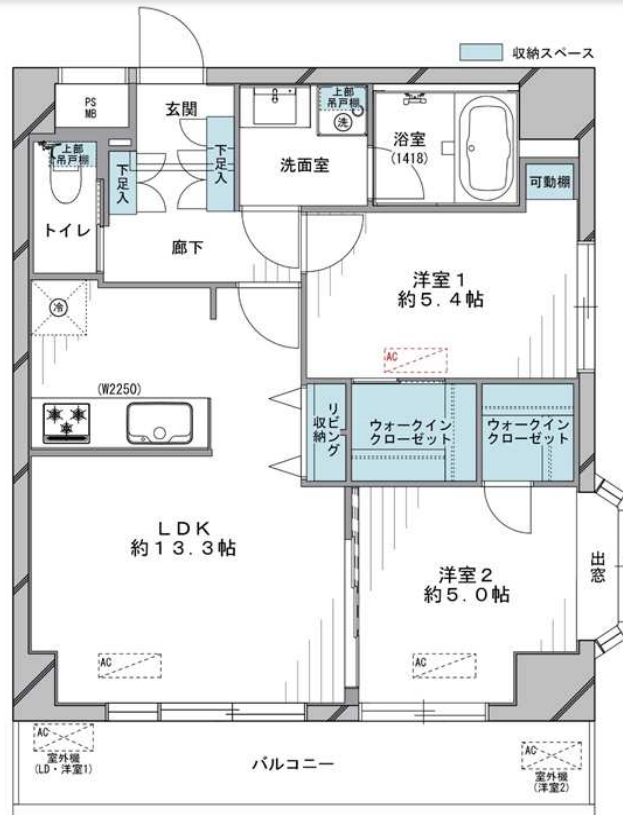 収納スペース
PS
MB
玄関
上部
吊戸棚
洗
上部
吊戸棚
下足入
下足入
洗面室
浴室
(1418)
可動棚
トイレ
廊下
洋室1
約5.4帖
冷
AC
(W2250)
リビング
収納
ウォークイン
クローゼット
ウォークイン
クローゼット
LDK
約13.3帖
洋室2
約5.0帖
出窓
AC
AC
AC
室外機
(LD・洋室1)
バルコニー
AC
室外機
(洋室2)